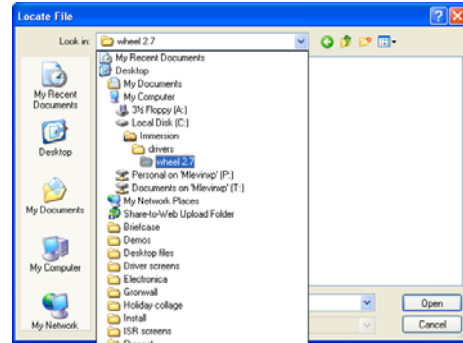 Locate File
Look in:
wheel 2.7
My Recent
Documents
Desktop
My Documents
My Computer
My Network
My Recent Documents
Desktop
My Documents
My Computer
3½ Floppy (A:)
Local Disk (C:)
Immersion
drivers
wheel 2.7
Personal on 'Mlevinxp' (P:)
Documents on 'Mlevinxp' (T:)
My Network Places
Share-to-Web Upload Folder
Briefcase
Demos
Desktop files
Driver screens
Electronica
Gronwall
Holiday collage
Install
ISR screens
Open
Cancel